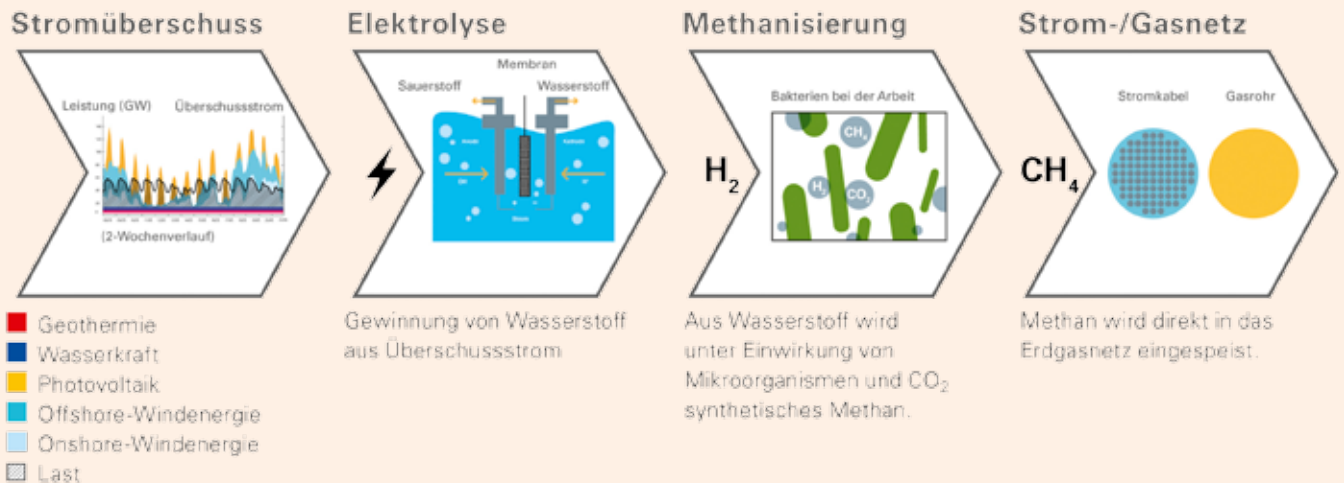 Stromüberschuss
Leistung (GW) Überschussstrom
(2-Wochenverlauf)
Geothermie
Wasserkraft
Photovoltaik
Offshore-Windenergie
Onshore-Windenergie
Last
Elektrolyse
Membran
Sauerstoff Wasserstoff
Gewinnung von Wasserstoff
aus Überschussstrom
Methanisierung
Bakterien bei der Arbeit
H₂
CH₄
H₂
CO₂
Aus Wasserstoff wird
unter Einwirkung von
Mikroorganismen und CO₂
synthetisches Methan.
Strom-/Gasnetz
CH₄
Stromkabel Gasrohr
Methan wird direkt in das
Erdgasnetz eingespeist.